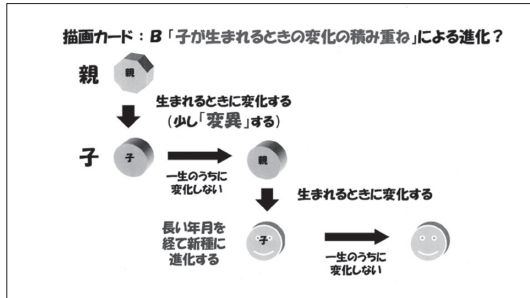 描画カード：B「子が生まれるときの変化の積み重ね」による進化？
親
親
生まれるときに変化する
（少し「変異」する）
子
子
親
一生のうちに
変化しない
生まれるときに変化する
長い年月を
経て新種に
進化する
子
一生のうちに
変化しない